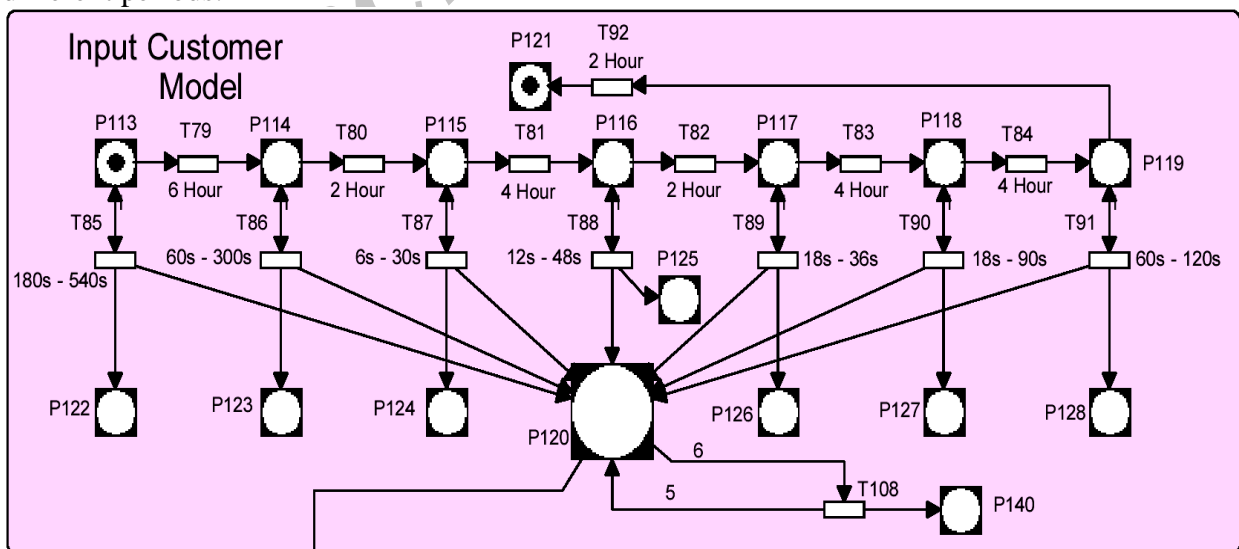 Input Customer
Model
P121
T92
2 Hour
P113
T79
P114
T80
P115
T81
P116
T82
P117
T83
P118
T84
P119
6 Hour
2 Hour
4 Hour
2 Hour
4 Hour
4 Hour
T85
T86
T87
T88
T89
T90
T91
180s - 540s
60s - 300s
6s - 30s
12s - 48s
P125
18s - 36s
18s - 90s
60s - 120s
P122
P123
P124
P120
P126
P127
P128
6
5
T108
P140